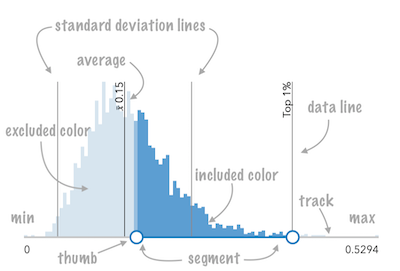 standard deviation lines
average
x̄ 0.15
Top 1%
data line
excluded color
included color
track
min
max
0
0.5294
thumb
segment